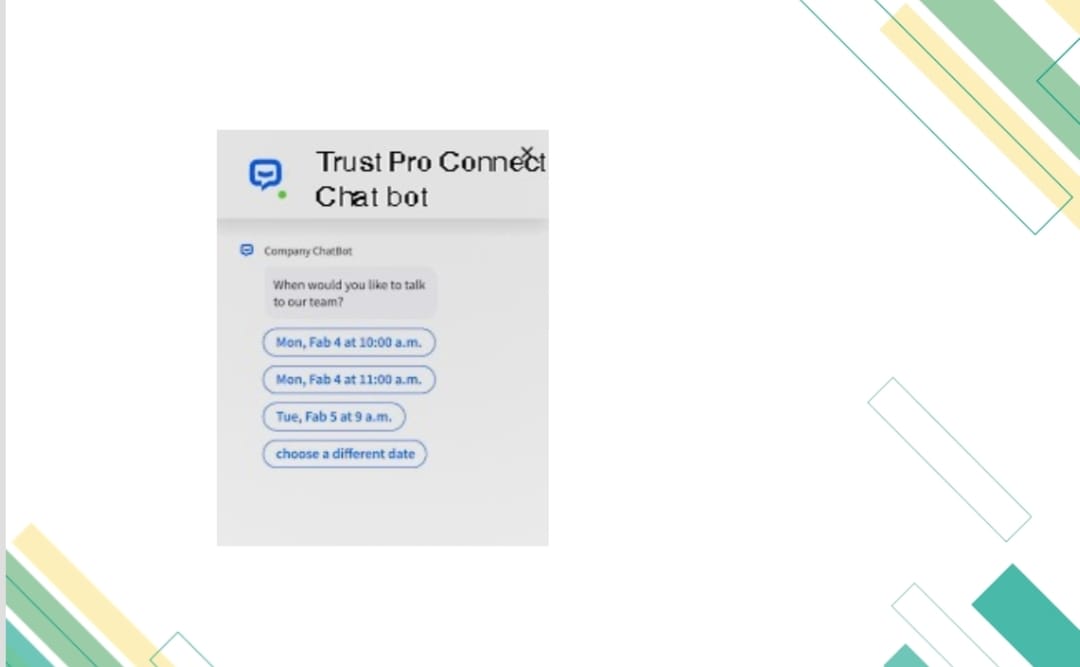 Trust Pro Connect
Chat bot
Company ChatBot
When would you like to talk
to our team?
Mon, Fab 4 at 10:00 a.m.
Mon, Fab 4 at 11:00 a.m.
Tue, Fab 5 at 9 a.m.
choose a different date